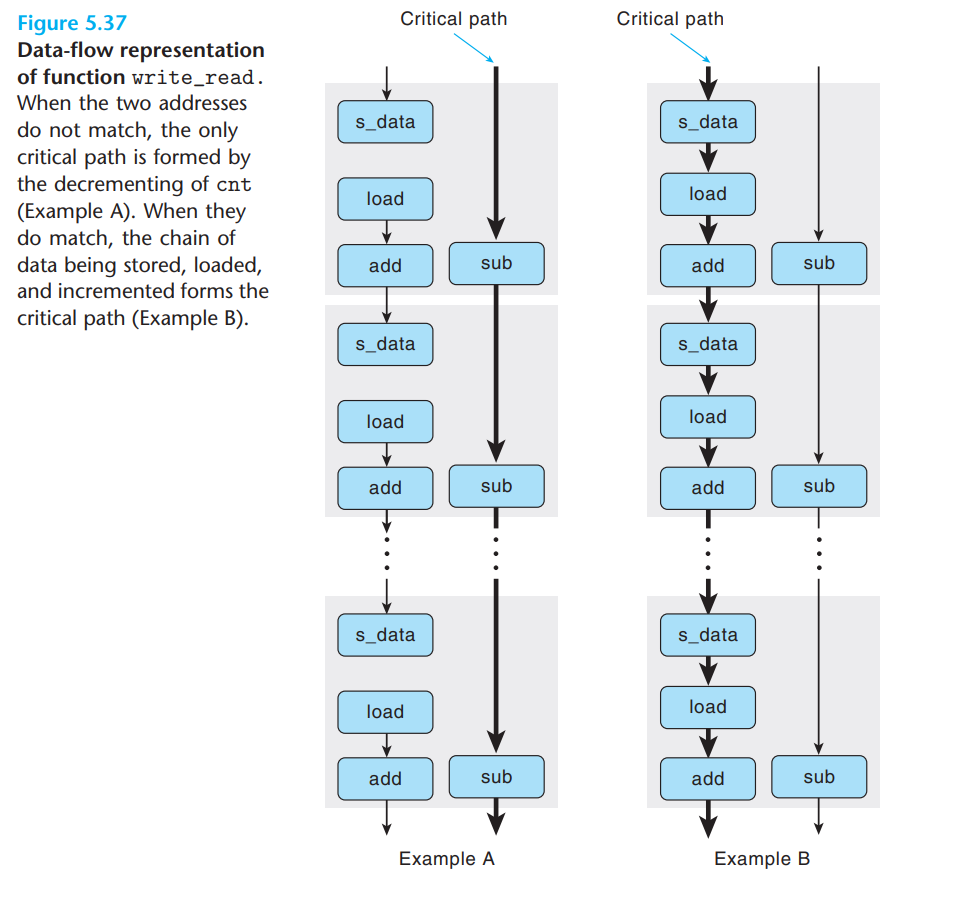 Figure 5.37
Data-flow representation
of function write_read.
When the two addresses
do not match, the only
critical path is formed by
the decrementing of cnt
(Example A). When they
do match, the chain of
data being stored, loaded,
and incremented forms the
critical path (Example B).
Critical path
s_data
load
add
sub
s_data
load
add
sub
s_data
load
add
sub
Example A
Critical path
s_data
load
add
sub
s_data
load
add
sub
s_data
load
add
sub
Example B